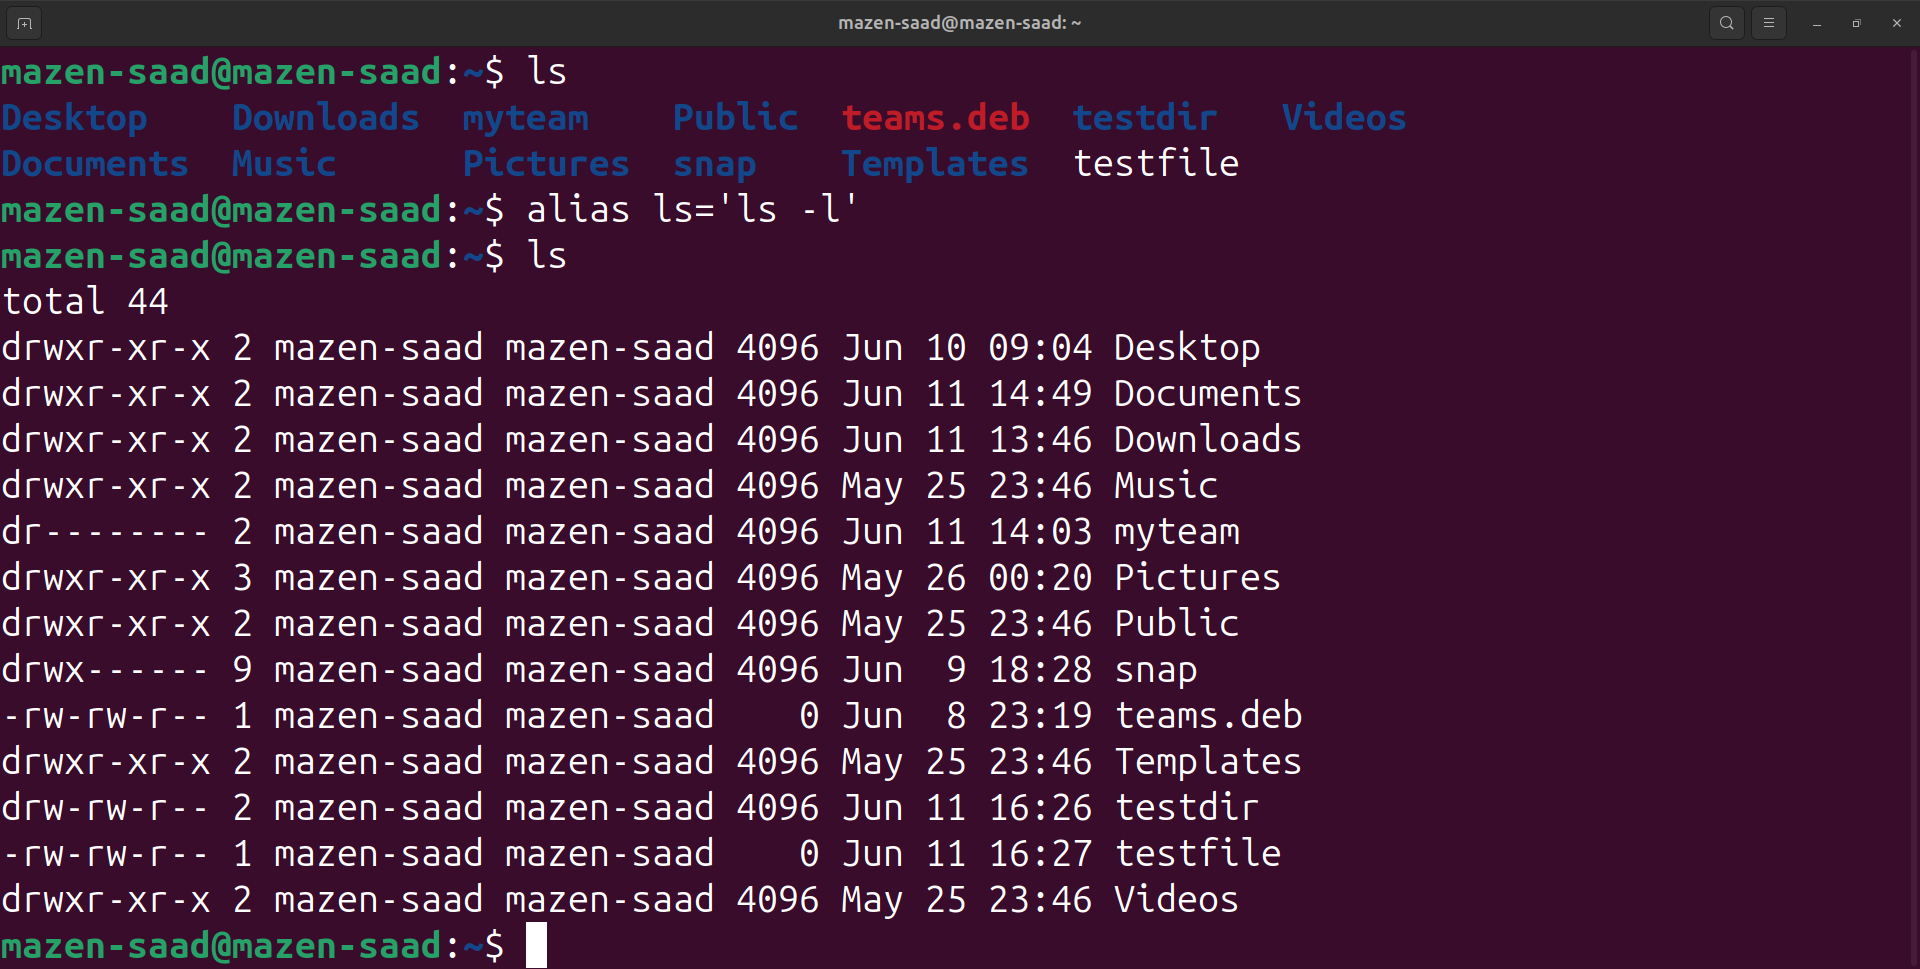 mazen-saad@mazen-saad: ~
mazen-saad@mazen-saad:~$ ls
Desktop    Downloads  myteam    Public  teams.deb  testdir   Videos
Documents  Music      Pictures  snap    Templates  testfile
mazen-saad@mazen-saad:~$ alias ls='ls -l'
mazen-saad@mazen-saad:~$ ls
total 44
drwxr-xr-x 2 mazen-saad mazen-saad 4096 Jun 10 09:04 Desktop
drwxr-xr-x 2 mazen-saad mazen-saad 4096 Jun 11 14:49 Documents
drwxr-xr-x 2 mazen-saad mazen-saad 4096 Jun 11 13:46 Downloads
drwxr-xr-x 2 mazen-saad mazen-saad 4096 May 25 23:46 Music
dr-------- 2 mazen-saad mazen-saad 4096 Jun 11 14:03 myteam
drwxr-xr-x 3 mazen-saad mazen-saad 4096 May 26 00:20 Pictures
drwxr-xr-x 2 mazen-saad mazen-saad 4096 May 25 23:46 Public
drwx------ 9 mazen-saad mazen-saad 4096 Jun  9 18:28 snap
-rw-rw-r-- 1 mazen-saad mazen-saad    0 Jun  8 23:19 teams.deb
drwxr-xr-x 2 mazen-saad mazen-saad 4096 May 25 23:46 Templates
drw-rw-r-- 2 mazen-saad mazen-saad 4096 Jun 11 16:26 testdir
-rw-rw-r-- 1 mazen-saad mazen-saad    0 Jun 11 16:27 testfile
drwxr-xr-x 2 mazen-saad mazen-saad 4096 May 25 23:46 Videos
mazen-saad@mazen-saad:~$